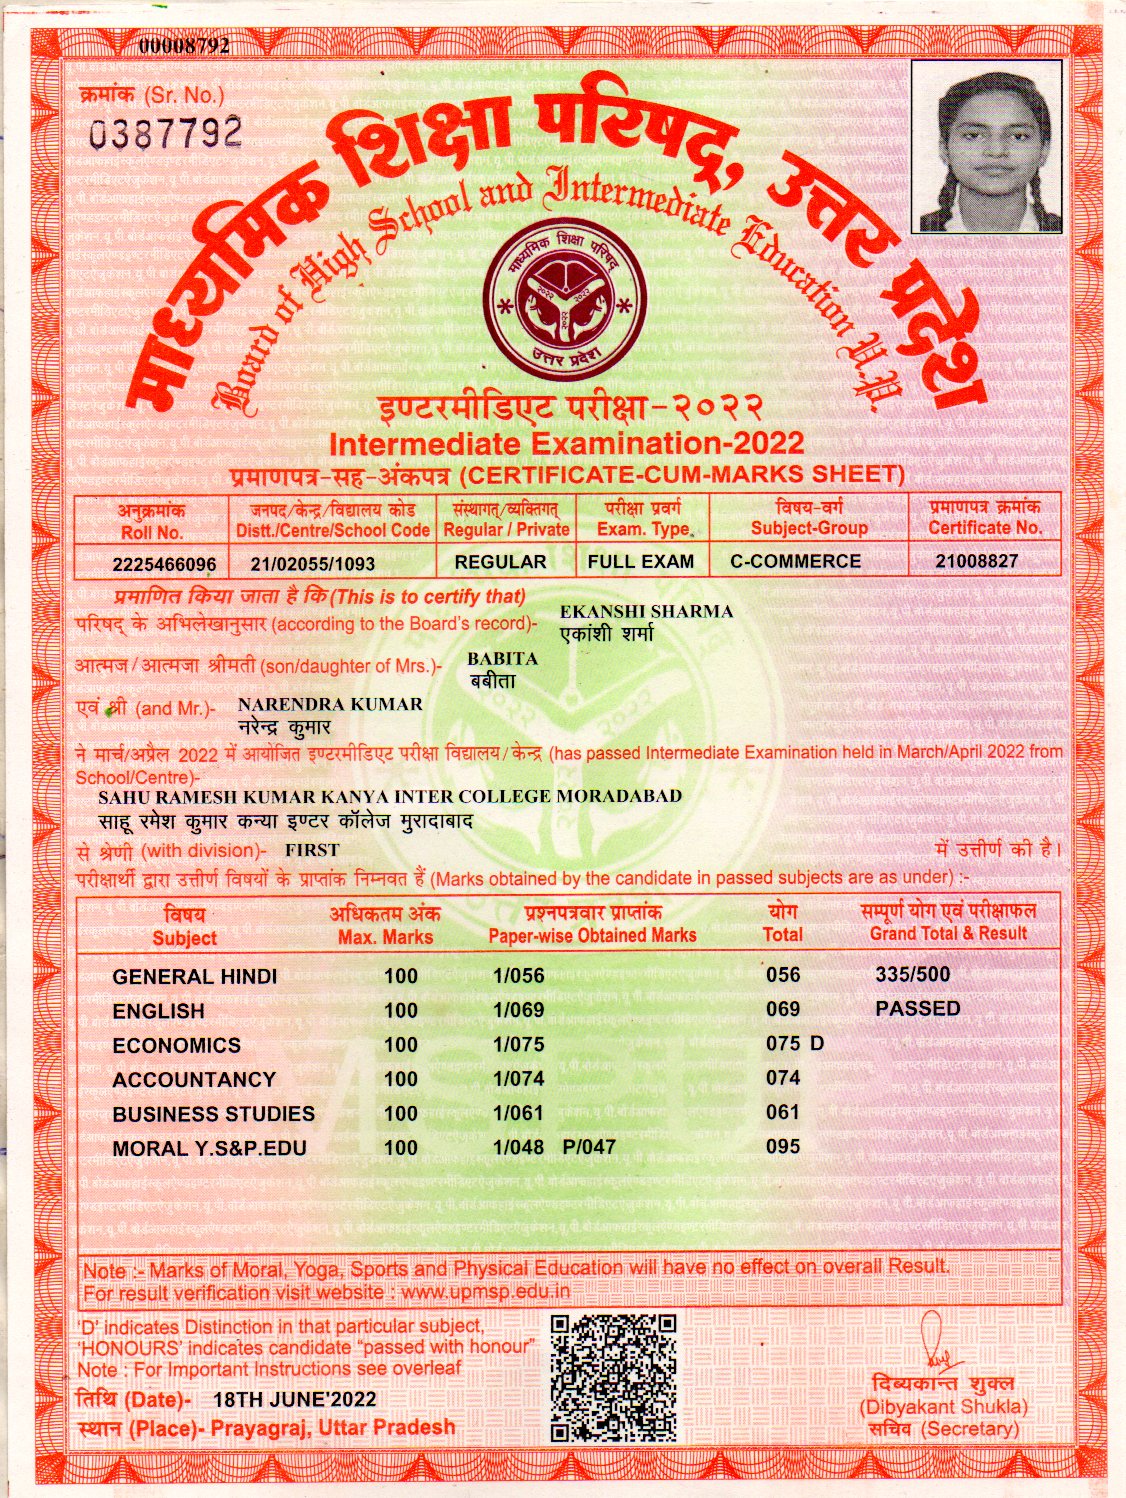 00008792
क्रमांक (Sr. No.)
0387792
माध्यमिक शिक्षा परिषद्, उत्तर प्रदेश
Board of High School and Intermediate Education U.P.
माध्यमिक शिक्षा परिषद्
२०२२ २०२२
२०२२
उत्तर प्रदेश
इण्टरमीडिएट परीक्षा-२०२२
Intermediate Examination-2022
प्रमाणपत्र-सह-अंकपत्र (CERTIFICATE-CUM-MARKS SHEET)
अनुक्रमांक जनपद/केन्द्र/विद्यालय कोड संस्थागत्/व्यक्तिगत् परीक्षा प्रवर्ग विषय-वर्ग प्रमाणपत्र क्रमांक
Roll No. Distt./Centre/School Code Regular / Private Exam. Type. Subject-Group Certificate No.
2225466096 21/02055/1093 REGULAR FULL EXAM C-COMMERCE 21008827
प्रमाणित किया जाता है कि (This is to certify that)
परिषद् के अभिलेखानुसार (according to the Board's record)- EKANSHI SHARMA
एकांशी शर्मा
आत्मज/आत्मजा श्रीमती (son/daughter of Mrs.)- BABITA
बबीता
एवं श्री (and Mr.)- NARENDRA KUMAR
नरेन्द्र कुमार
ने मार्च/अप्रैल 2022 में आयोजित इण्टरमीडिएट परीक्षा विद्यालय/केन्द्र (has passed Intermediate Examination held in March/April 2022 from
School/Centre)-
SAHU RAMESH KUMAR KANYA INTER COLLEGE MORADABAD
साहू रमेश कुमार कन्या इण्टर कॉलेज मुरादाबाद
से श्रेणी (with division)- FIRST में उत्तीर्ण की है।
परीक्षार्थी द्वारा उत्तीर्ण विषयों के प्राप्तांक निम्नवत हैं (Marks obtained by the candidate in passed subjects are as under) :-
विषय अधिकतम अंक प्रश्नपत्रवार प्राप्तांक योग सम्पूर्ण योग एवं परीक्षाफल
Subject Max. Marks Paper-wise Obtained Marks Total Grand Total & Result
GENERAL HINDI 100 1/056 056 335/500
ENGLISH 100 1/069 069 PASSED
ECONOMICS 100 1/075 075 D
ACCOUNTANCY 100 1/074 074
BUSINESS STUDIES 100 1/061 061
MORAL Y.S&P.EDU 100 1/048 P/047 095
Note :- Marks of Moral, Yoga, Sports and Physical Education will have no effect on overall Result.
For result verification visit website : www.upmsp.edu.in
'D' indicates Distinction in that particular subject,
'HONOURS' indicates candidate "passed with honour"
Note : For Important Instructions see overleaf
तिथि (Date)- 18TH JUNE'2022
स्थान (Place)- Prayagraj, Uttar Pradesh
दिब्यकान्त शुक्ल
(Dibyakant Shukla)
सचिव (Secretary)